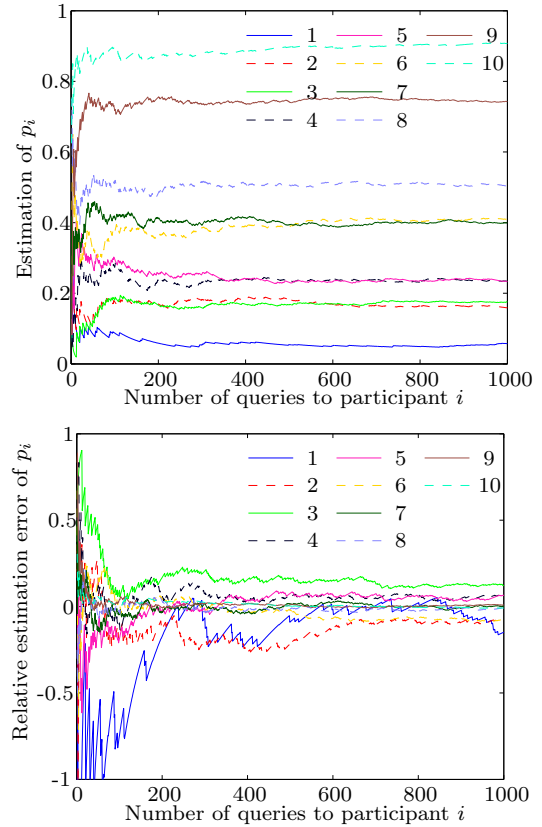 1
0.8
0.6
0.4
0.2
0
Estimation of p_i
1 5 9
2 6 10
3 7
4 8
0 200 400 600 800 1000
Number of queries to participant i
1
0.5
0
-0.5
-1
Relative estimation error of p_i
1 5 9
2 6 10
3 7
4 8
0 200 400 600 800 1000
Number of queries to participant i